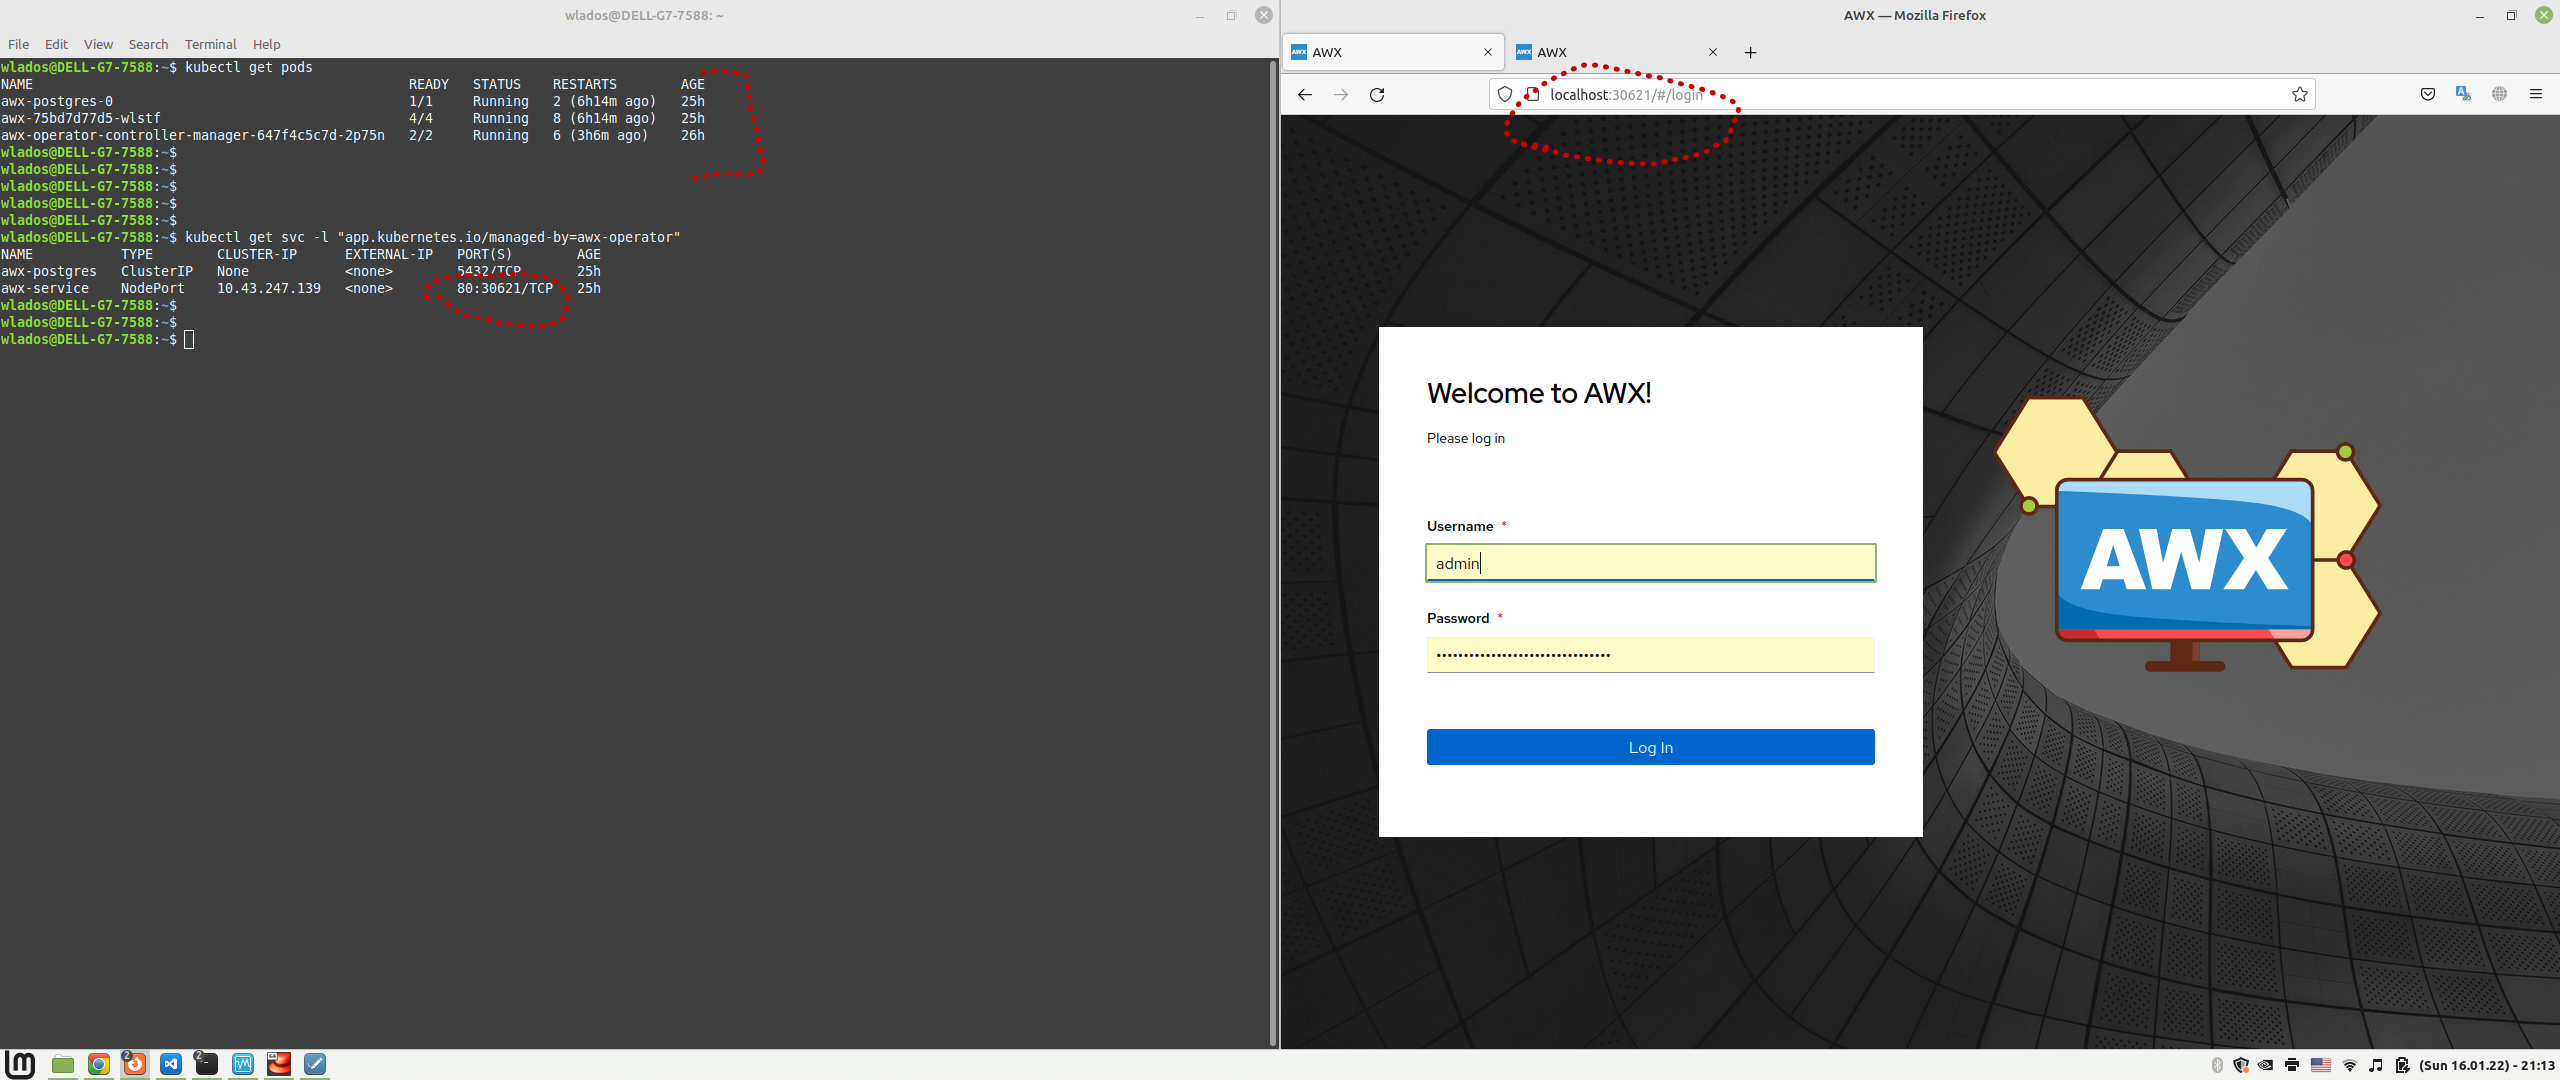 wlados@DELL-G7-7588: ~
File Edit View Search Terminal Help
wlados@DELL-G7-7588:~$ kubectl get pods
NAME READY STATUS RESTARTS AGE
awx-postgres-0 1/1 Running 2 (6h14m ago) 25h
awx-75bd7d77d5-wlstf 4/4 Running 8 (6h14m ago) 25h
awx-operator-controller-manager-647f4c5c7d-2p75n 2/2 Running 6 (3h6m ago) 26h
wlados@DELL-G7-7588:~$
wlados@DELL-G7-7588:~$
wlados@DELL-G7-7588:~$
wlados@DELL-G7-7588:~$
wlados@DELL-G7-7588:~$
wlados@DELL-G7-7588:~$ kubectl get svc -l "app.kubernetes.io/managed-by=awx-operator"
NAME TYPE CLUSTER-IP EXTERNAL-IP PORT(S) AGE
awx-postgres ClusterIP None <none> 5432/TCP 25h
awx-service NodePort 10.43.247.139 <none> 80:30621/TCP 25h
wlados@DELL-G7-7588:~$
wlados@DELL-G7-7588:~$
wlados@DELL-G7-7588:~$
AWX — Mozilla Firefox
AWX AWX
localhost:30621/#/login
Welcome to AWX!
Please log in
Username *
admin
Password *
Log In
AWX
2 2 64
(Sun 16.01.22) - 21:13